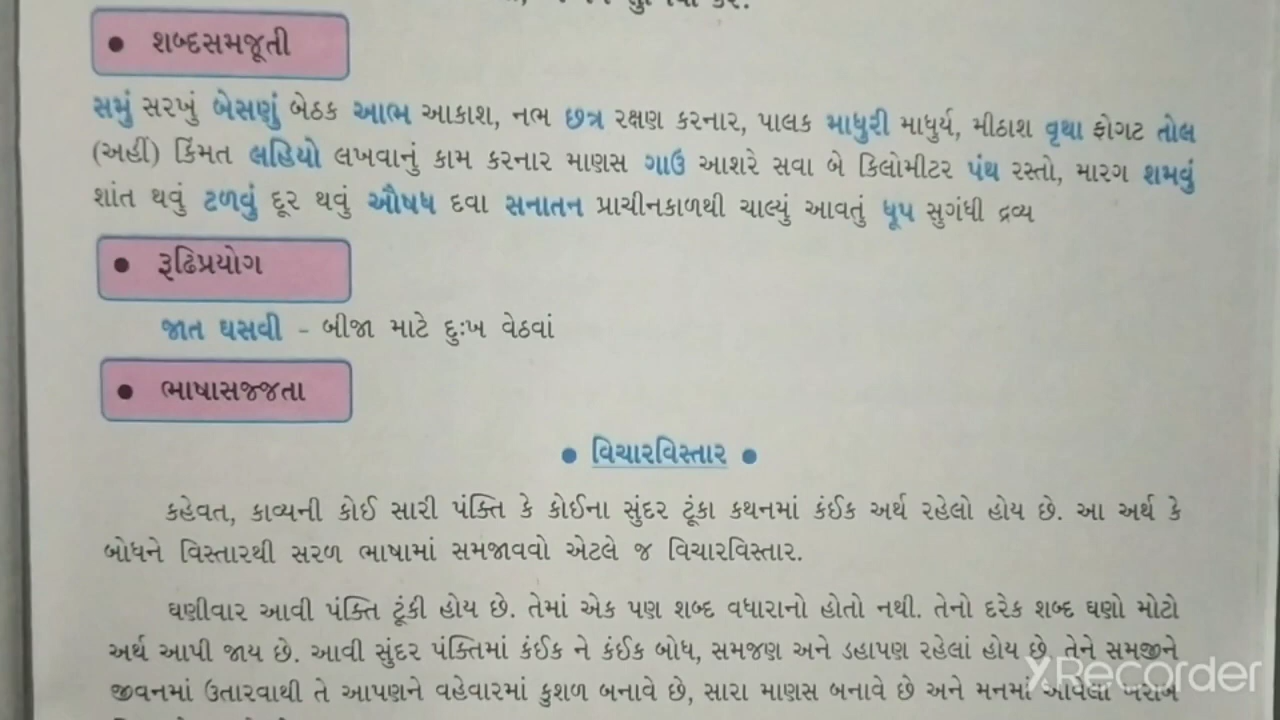 શબ્દસમજૂતી
સમું સરખું બેસણું બેઠક આભ આકાશ, નભ છત્ર રક્ષણ કરનાર, પાલક માધુરી માધુર્ય, મીઠાશ વૃથા ફોગટ તોલ
(અહીં) કિંમત લહિયો લખવાનું કામ કરનાર માણસ ગાઉ આશરે સવા બે કિલોમીટર પંથ રસ્તો, મારગ શમવું
શાંત થવું ટળવું દૂર થવું ઔષધ દવા સનાતન પ્રાચીનકાળથી ચાલ્યું આવતું ધૂપ સુગંધી દ્રવ્ય
રૂઢિપ્રયોગ
જાત ઘસવી - બીજા માટે દુઃખ વેઠવાં
ભાષાસજ્જતા
• વિચારવિસ્તાર •
કહેવત, કાવ્યની કોઈ સારી પંક્તિ કે કોઈના સુંદર ટૂંકા કથનમાં કંઈક અર્થ રહેલો હોય છે. આ અર્થ કે
બોધને વિસ્તારથી સરળ ભાષામાં સમજાવવો એટલે જ વિચારવિસ્તાર.
ઘણીવાર આવી પંક્તિ ટૂંકી હોય છે. તેમાં એક પણ શબ્દ વધારાનો હોતો નથી. તેનો દરેક શબ્દ ઘણો મોટો
અર્થ આપી જાય છે. આવી સુંદર પંક્તિમાં કંઈક ને કંઈક બોધ, સમજણ અને ડહાપણ રહેલાં હોય છે. તેને સમજીને
જીવનમાં ઉતારવાથી તે આપણને વહેવારમાં કુશળ બનાવે છે, સારા માણસ બનાવે છે અને મનમાં આવેલા ખરાબ
XRecorder